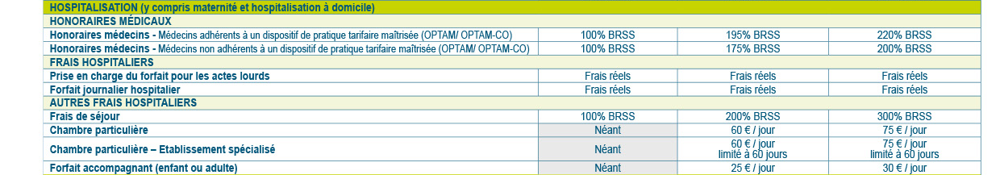 HOSPITALISATION (y compris maternité et hospitalisation à domicile)
HONORAIRES MÉDICAUX
Honoraires médecins - Médecins adhérents à un dispositif de pratique tarifaire maîtrisée (OPTAM/ OPTAM-CO) 100% BRSS 195% BRSS 220% BRSS
Honoraires médecins - Médecins non adhérents à un dispositif de pratique tarifaire maîtrisée (OPTAM/ OPTAM-CO) 100% BRSS 175% BRSS 200% BRSS
FRAIS HOSPITALIERS
Prise en charge du forfait pour les actes lourds Frais réels Frais réels Frais réels
Forfait journalier hospitalier Frais réels Frais réels Frais réels
AUTRES FRAIS HOSPITALIERS
Frais de séjour 100% BRSS 200% BRSS 300% BRSS
Chambre particulière Néant 60 € / jour 75 € / jour
Chambre particulière – Etablissement spécialisé Néant 60 € / jour 75 € / jour
limité à 60 jours limité à 60 jours
Forfait accompagnant (enfant ou adulte) Néant 25 € / jour 30 € / jour